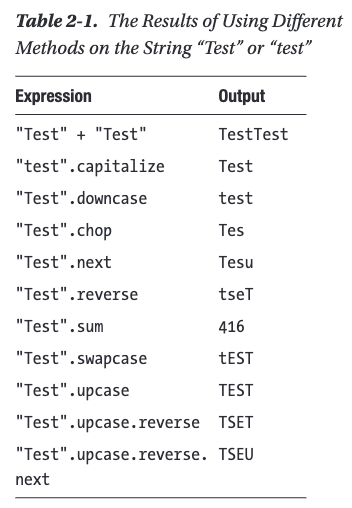 Table 2-1. The Results of Using Different
Methods on the String “Test” or “test”
Expression Output
"Test" + "Test" TestTest
"test".capitalize Test
"Test".downcase test
"Test".chop Tes
"Test".next Tesu
"Test".reverse tseT
"Test".sum 416
"Test".swapcase tEST
"Test".upcase TEST
"Test".upcase.reverse TSET
"Test".upcase.reverse. TSEU
next